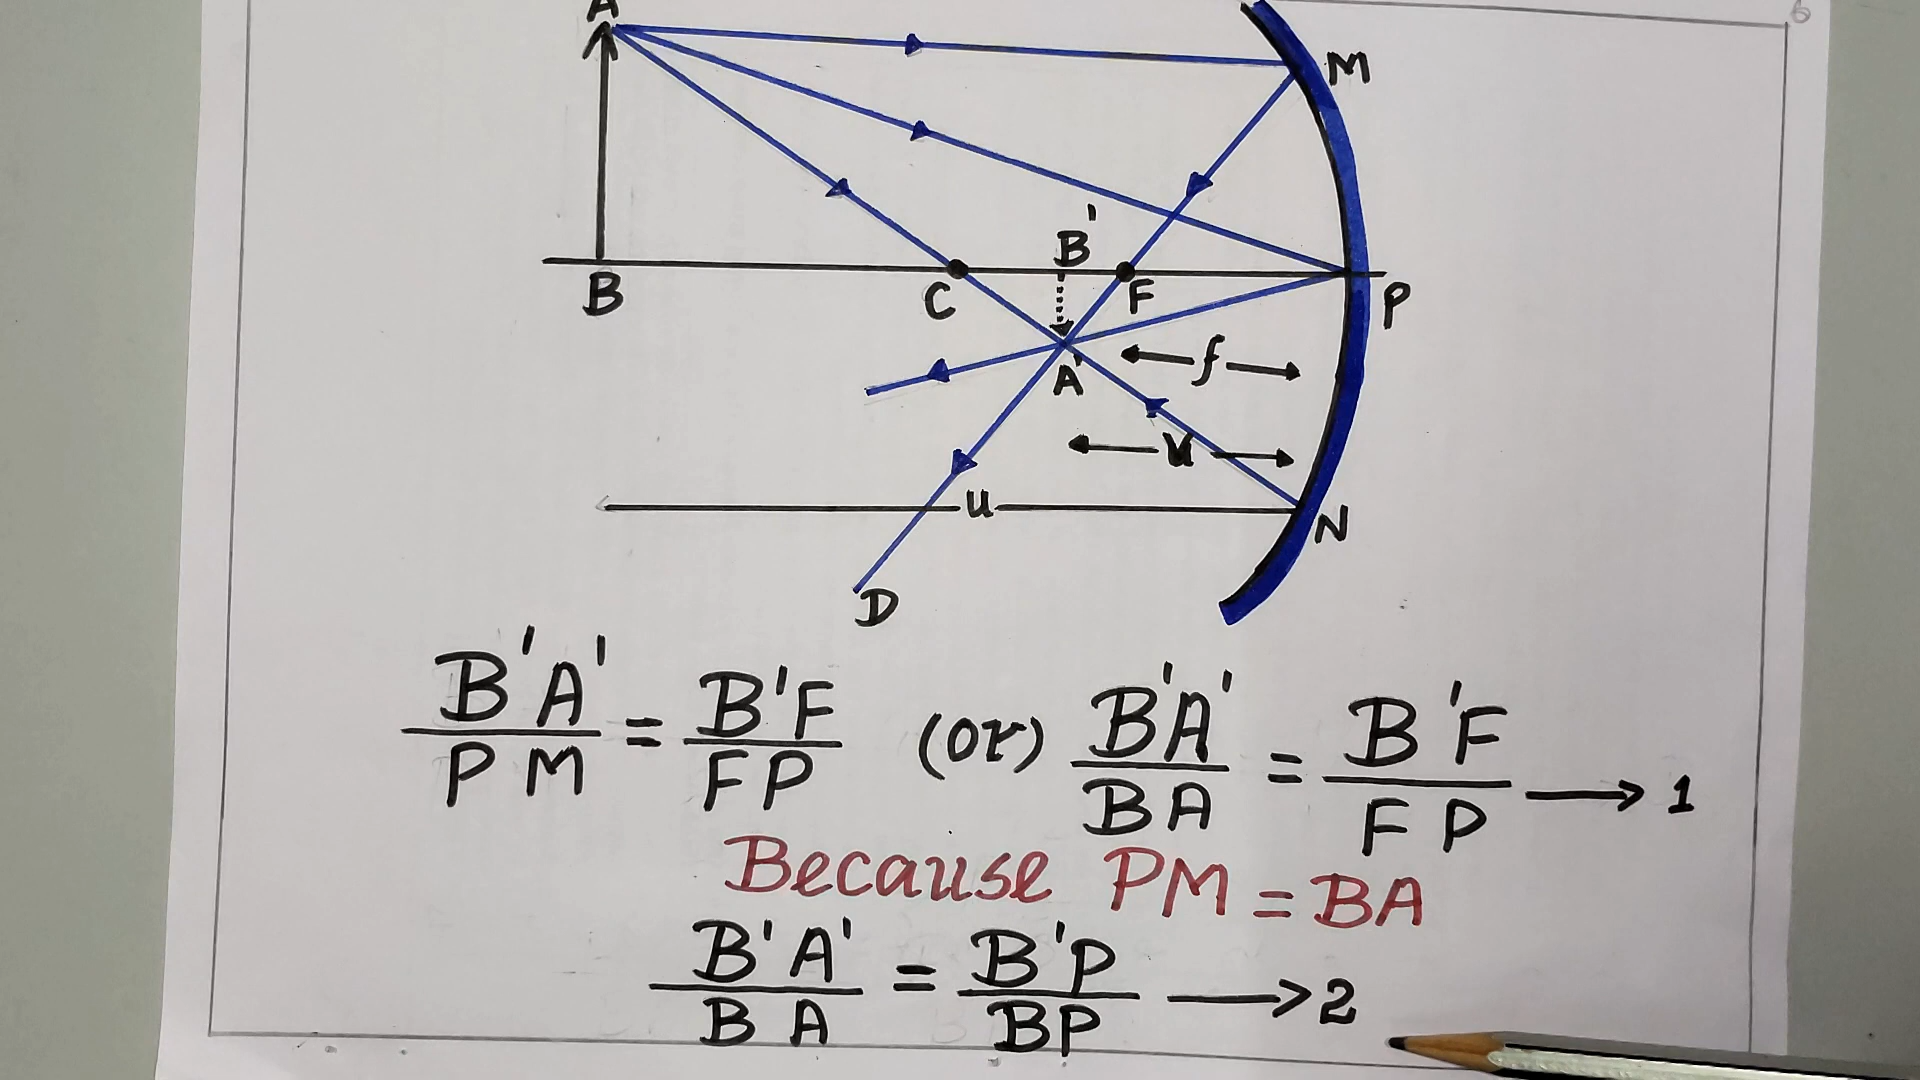 A
M
B'
B
C
F
P
f
A'
u
u
N
D
B'A'/PM = B'F/FP (or) B'A'/BA = B'F/FP → 1
Because PM = BA
B'A'/BA = B'P/BP → 2